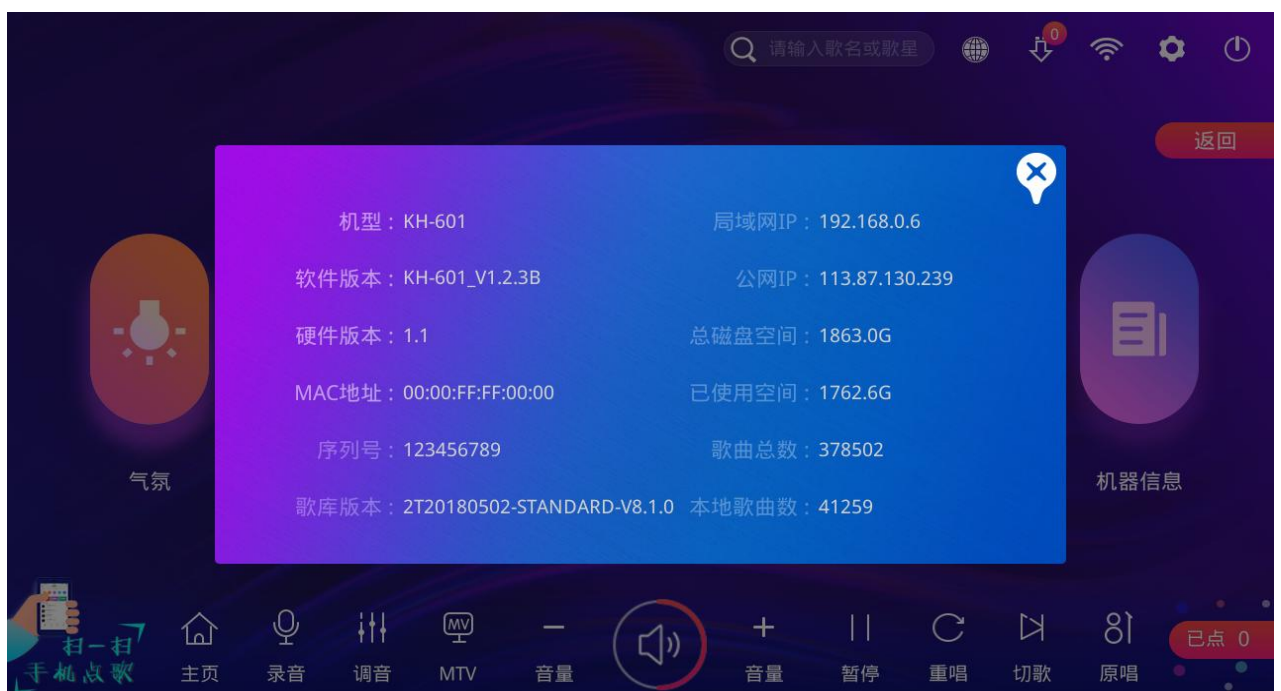 请输入歌名或歌星
0
返回
机型：KH-601
局域网IP：192.168.0.6
软件版本：KH-601_V1.2.3B
公网IP：113.87.130.239
硬件版本：1.1
总磁盘空间：1863.0G
MAC地址：00:00:FF:FF:00:00
已使用空间：1762.6G
序列号：123456789
歌曲总数：378502
歌库版本：2T20180502-STANDARD-V8.1.0
本地歌曲数：41259
气氛
机器信息
扫一扫
手机点歌
MV
主页
录音
调音
MTV
音量
音量
暂停
重唱
切歌
原唱
已点 0